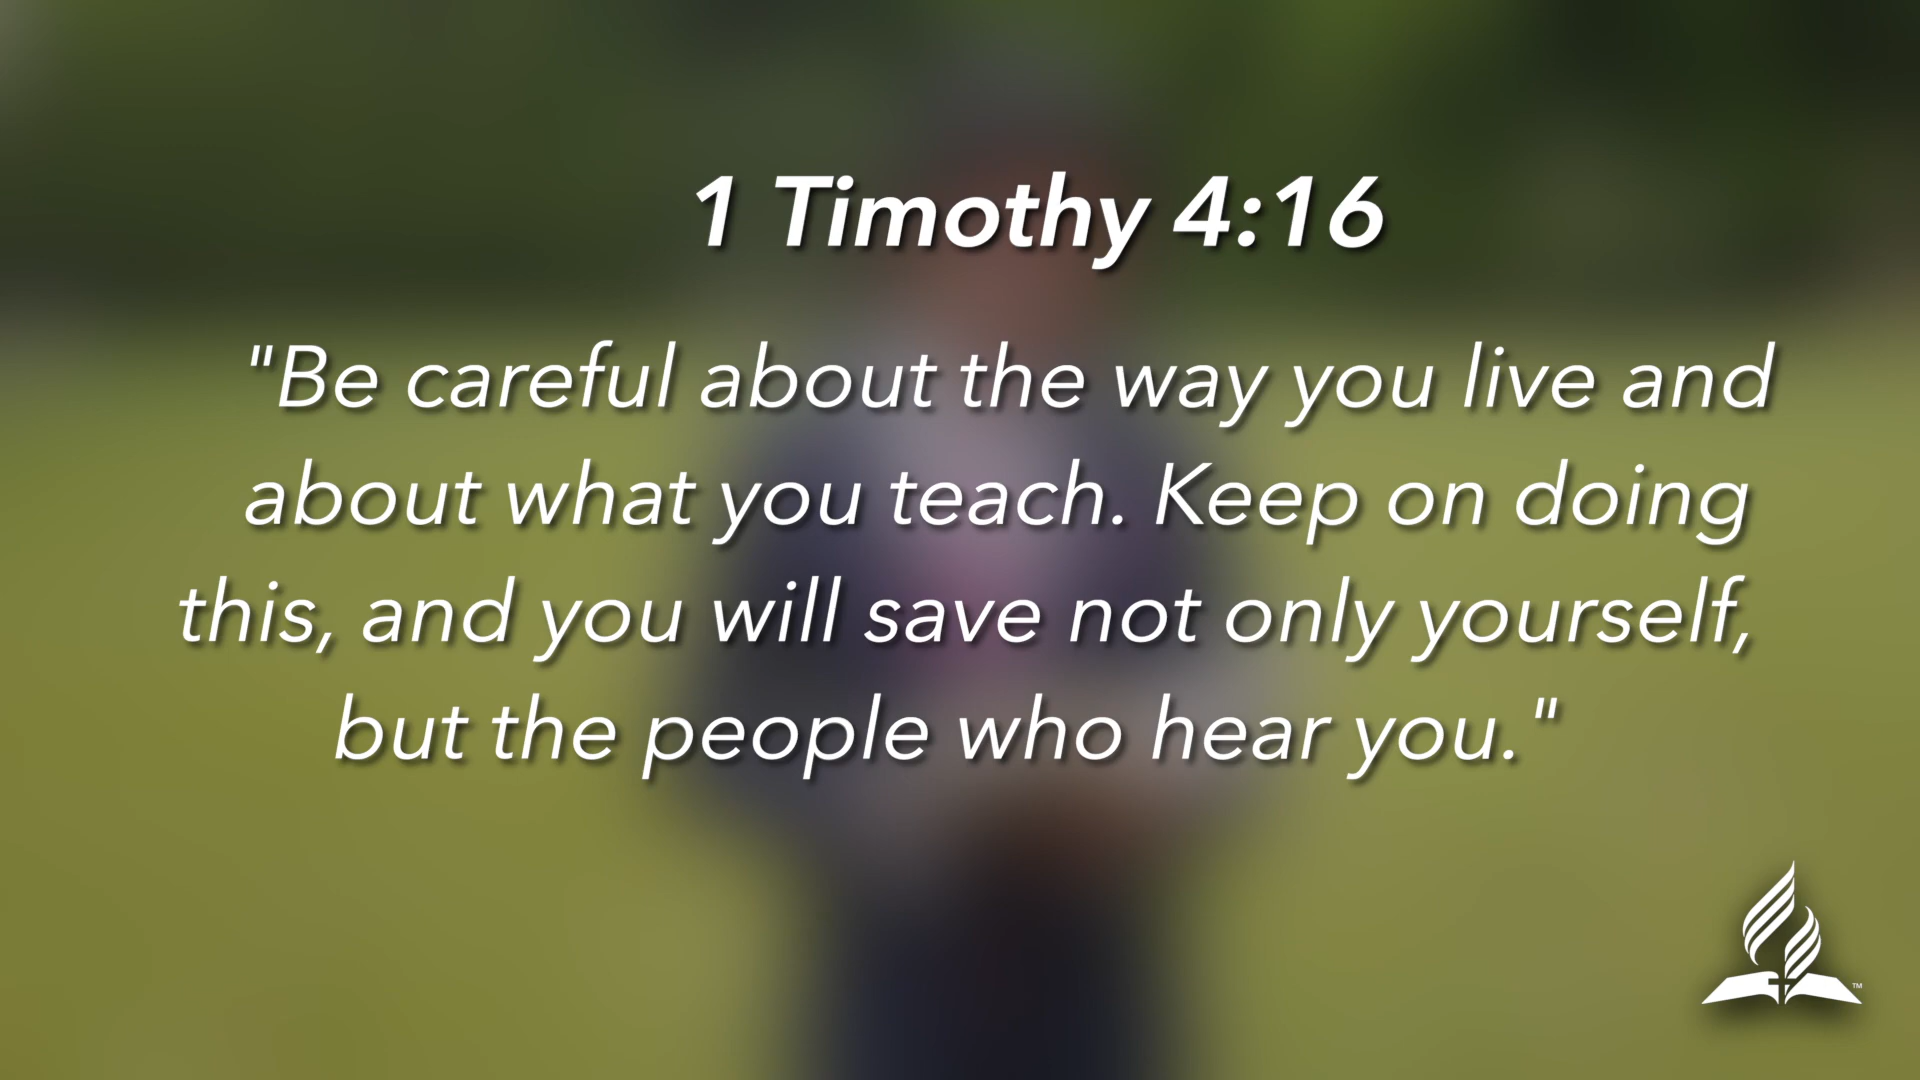 1 Timothy 4:16
"Be careful about the way you live and
about what you teach. Keep on doing
this, and you will save not only yourself,
but the people who hear you."
TM